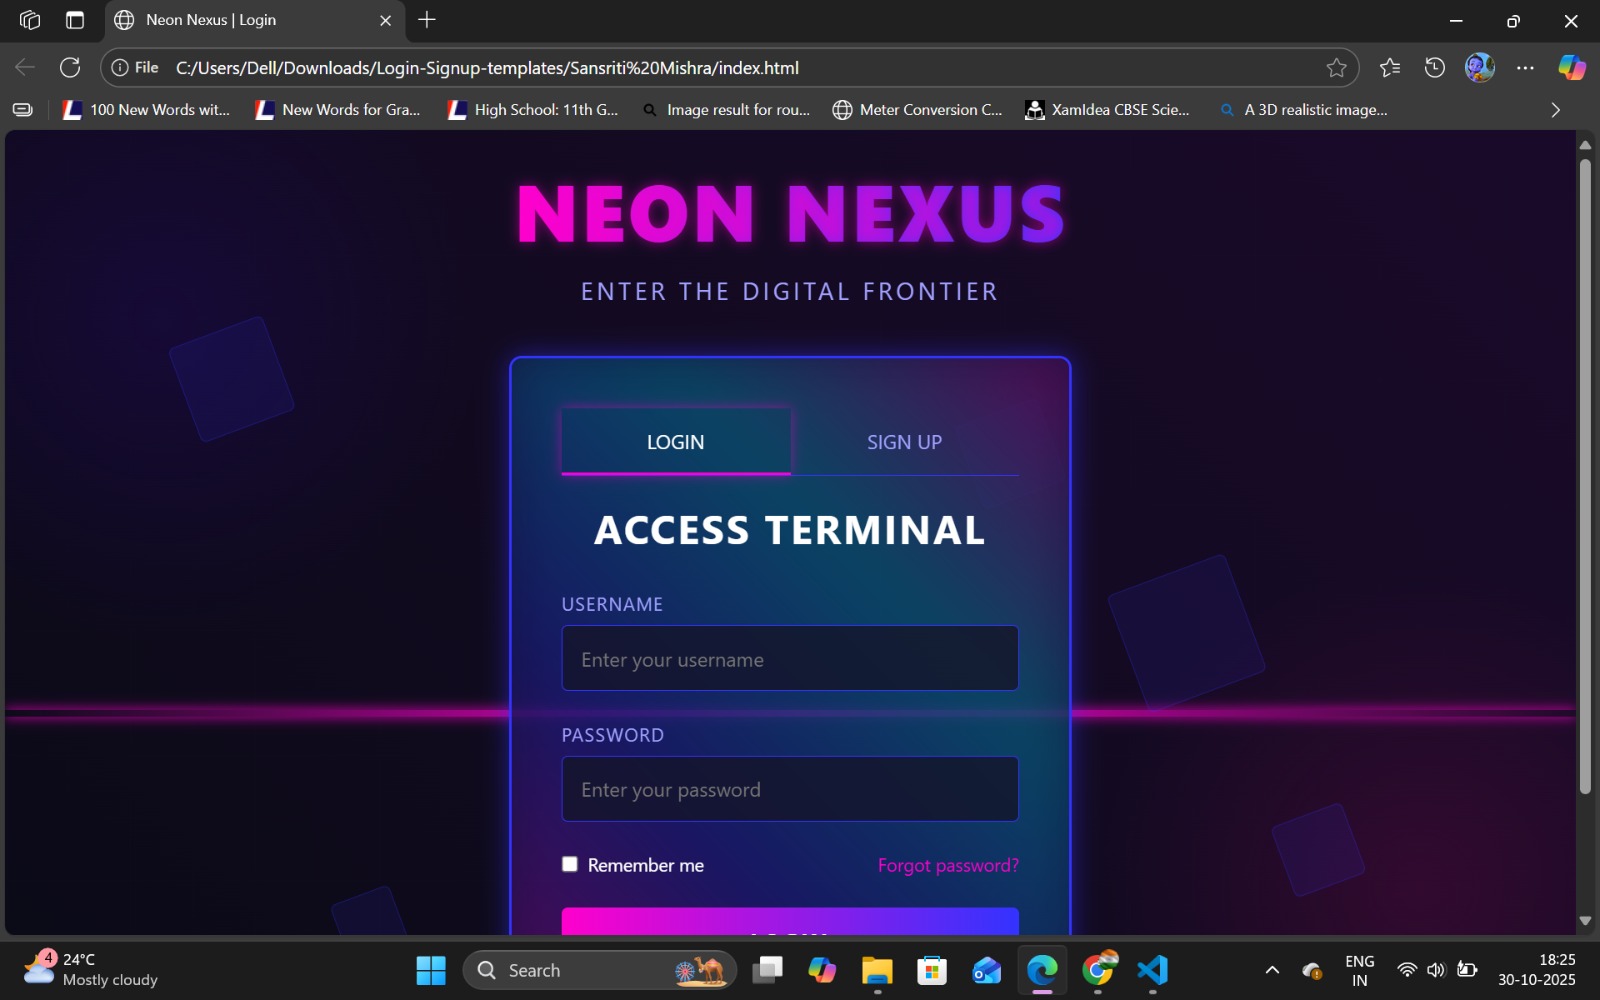 Neon Nexus | Login
File C:/Users/Dell/Downloads/Login-Signup-templates/Sansriti%20Mishra/index.html
100 New Words wit... New Words for Gra... High School: 11th G... Image result for rou... Meter Conversion C... XamIdea CBSE Scie... A 3D realistic image...
NEON NEXUS
ENTER THE DIGITAL FRONTIER
LOGIN SIGN UP
ACCESS TERMINAL
USERNAME
Enter your username
PASSWORD
Enter your password
Remember me Forgot password?
4 24°C
Mostly cloudy
Search
ENG
IN
18:25
30-10-2025